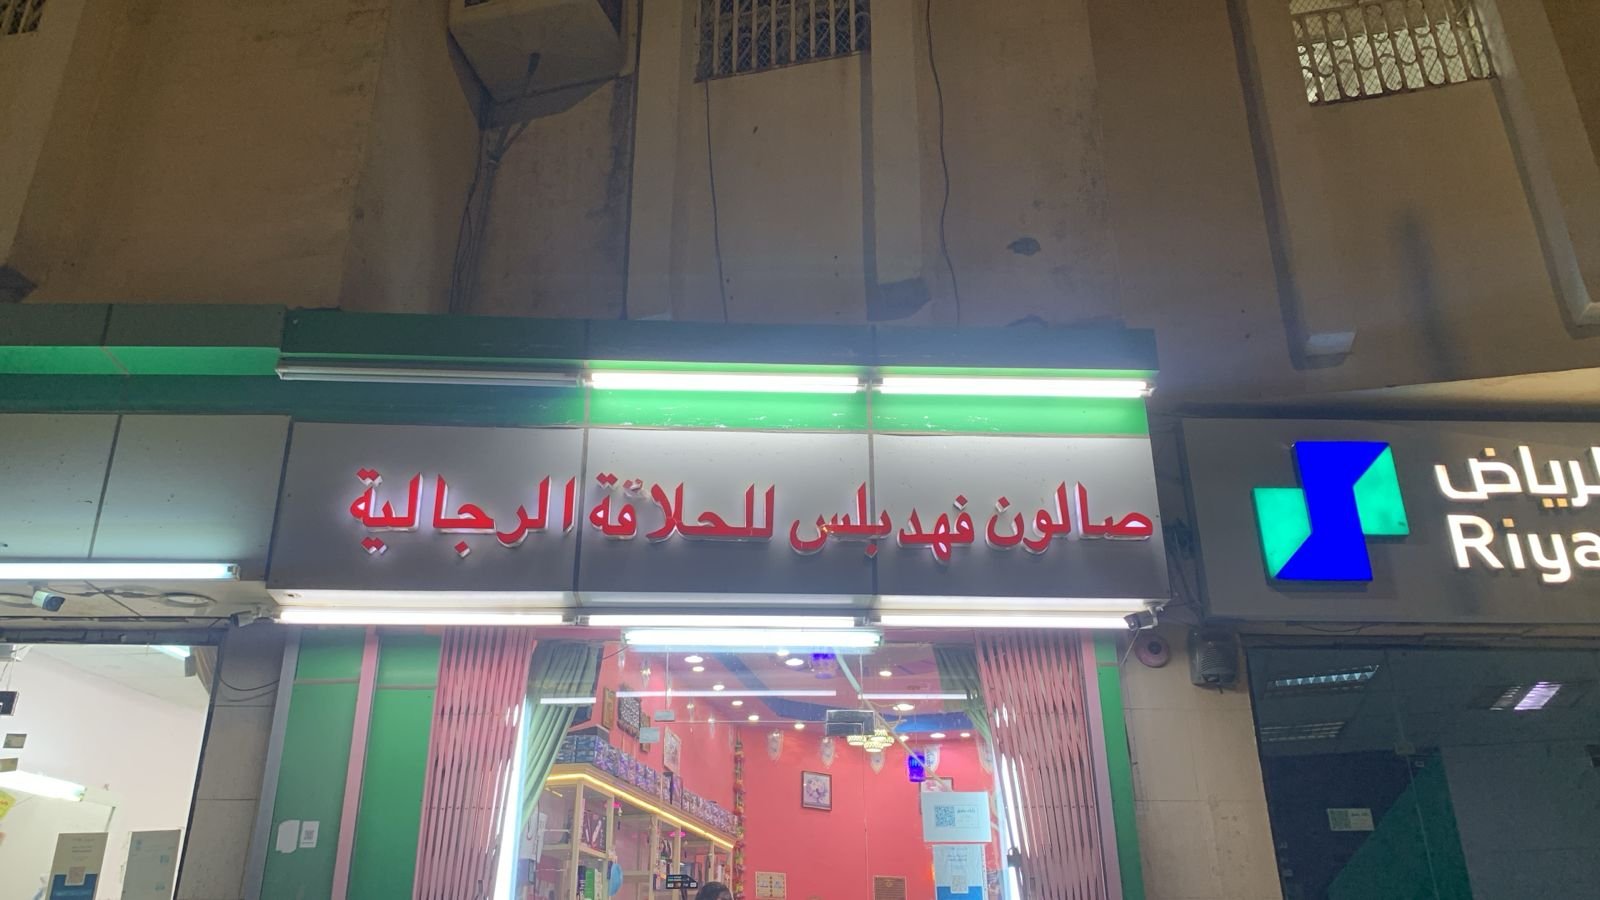 صالون فهد بلس للحلاقة الرجالية
الرياض
Riya